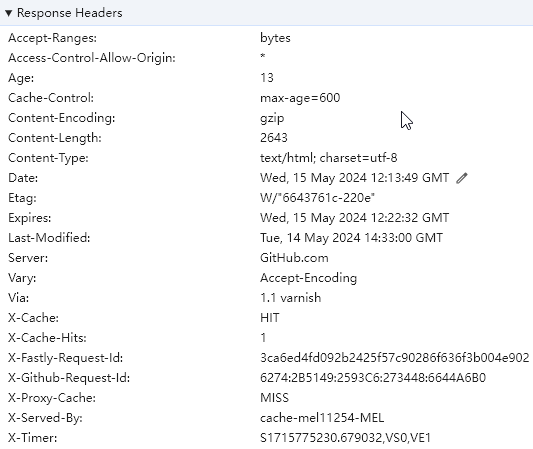 Response Headers
Accept-Ranges: bytes
Access-Control-Allow-Origin: *
Age: 13
Cache-Control: max-age=600
Content-Encoding: gzip
Content-Length: 2643
Content-Type: text/html; charset=utf-8
Date: Wed, 15 May 2024 12:13:49 GMT
Etag: W/"6643761c-220e"
Expires: Wed, 15 May 2024 12:22:32 GMT
Last-Modified: Tue, 14 May 2024 14:33:00 GMT
Server: GitHub.com
Vary: Accept-Encoding
Via: 1.1 varnish
X-Cache: HIT
X-Cache-Hits: 1
X-Fastly-Request-Id: 3ca6ed4fd092b2425f57c90286f636f3b004e902
X-Github-Request-Id: 6274:2B5149:2593C6:273448:6644A6B0
X-Proxy-Cache: MISS
X-Served-By: cache-mel11254-MEL
X-Timer: S1715775230.679032,VS0,VE1